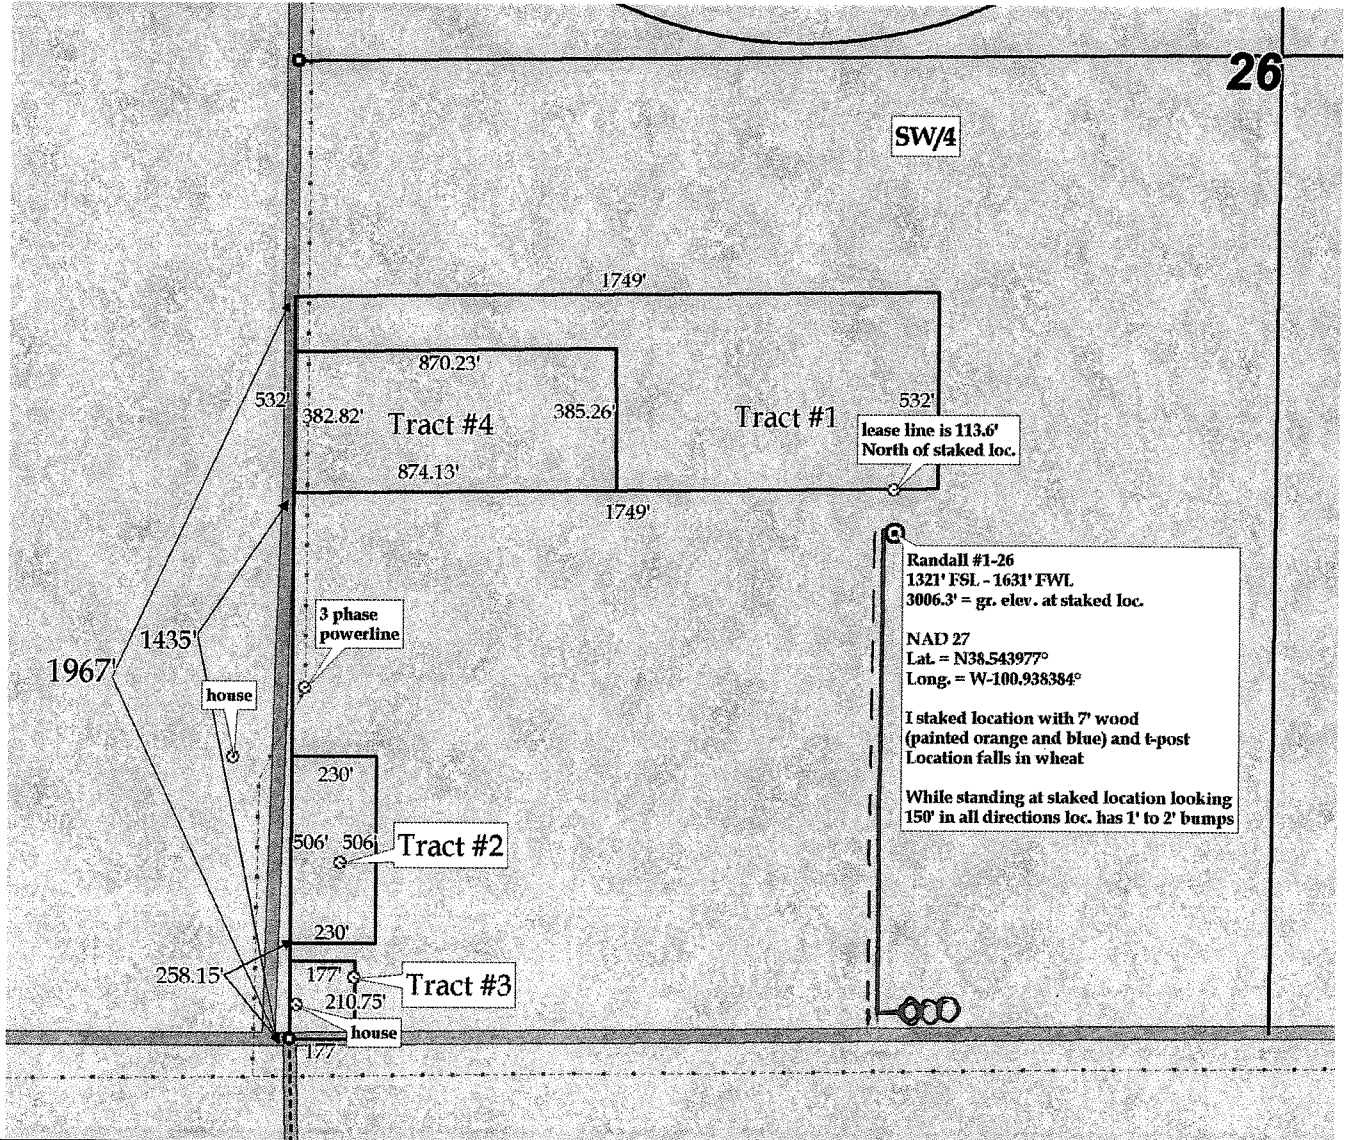 26
SW/4
1749'
870.23'
532'
382.82'
Tract #4
385.26'
Tract #1
532'
lease line is 113.6'
North of staked loc.
874.13'
1749'
Randall #1-26
1321' FSL - 1631' FWL
3006.3' = gr. elev. at staked loc.
NAD 27
Lat. = N38.543977°
Long. = W-100.938384°
I staked location with 7' wood
(painted orange and blue) and t-post
Location falls in wheat
While standing at staked location looking
150' in all directions loc. has 1' to 2' bumps
3 phase
powerline
1435'
1967'
house
230'
506'
506'
Tract #2
230'
258.15'
177'
Tract #3
210.75'
house
177'